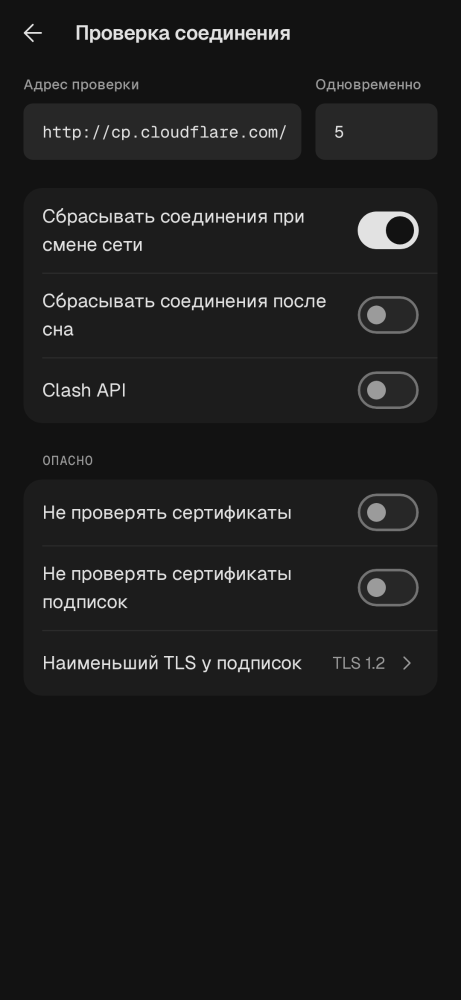 Проверка соединения
Адрес проверки
Одновременно
http://cp.cloudflare.com/
5
Сбрасывать соединения при
смене сети
Сбрасывать соединения после
сна
Clash API
ОПАСНО
Не проверять сертификаты
Не проверять сертификаты
подписок
Наименьший TLS у подписок
TLS 1.2